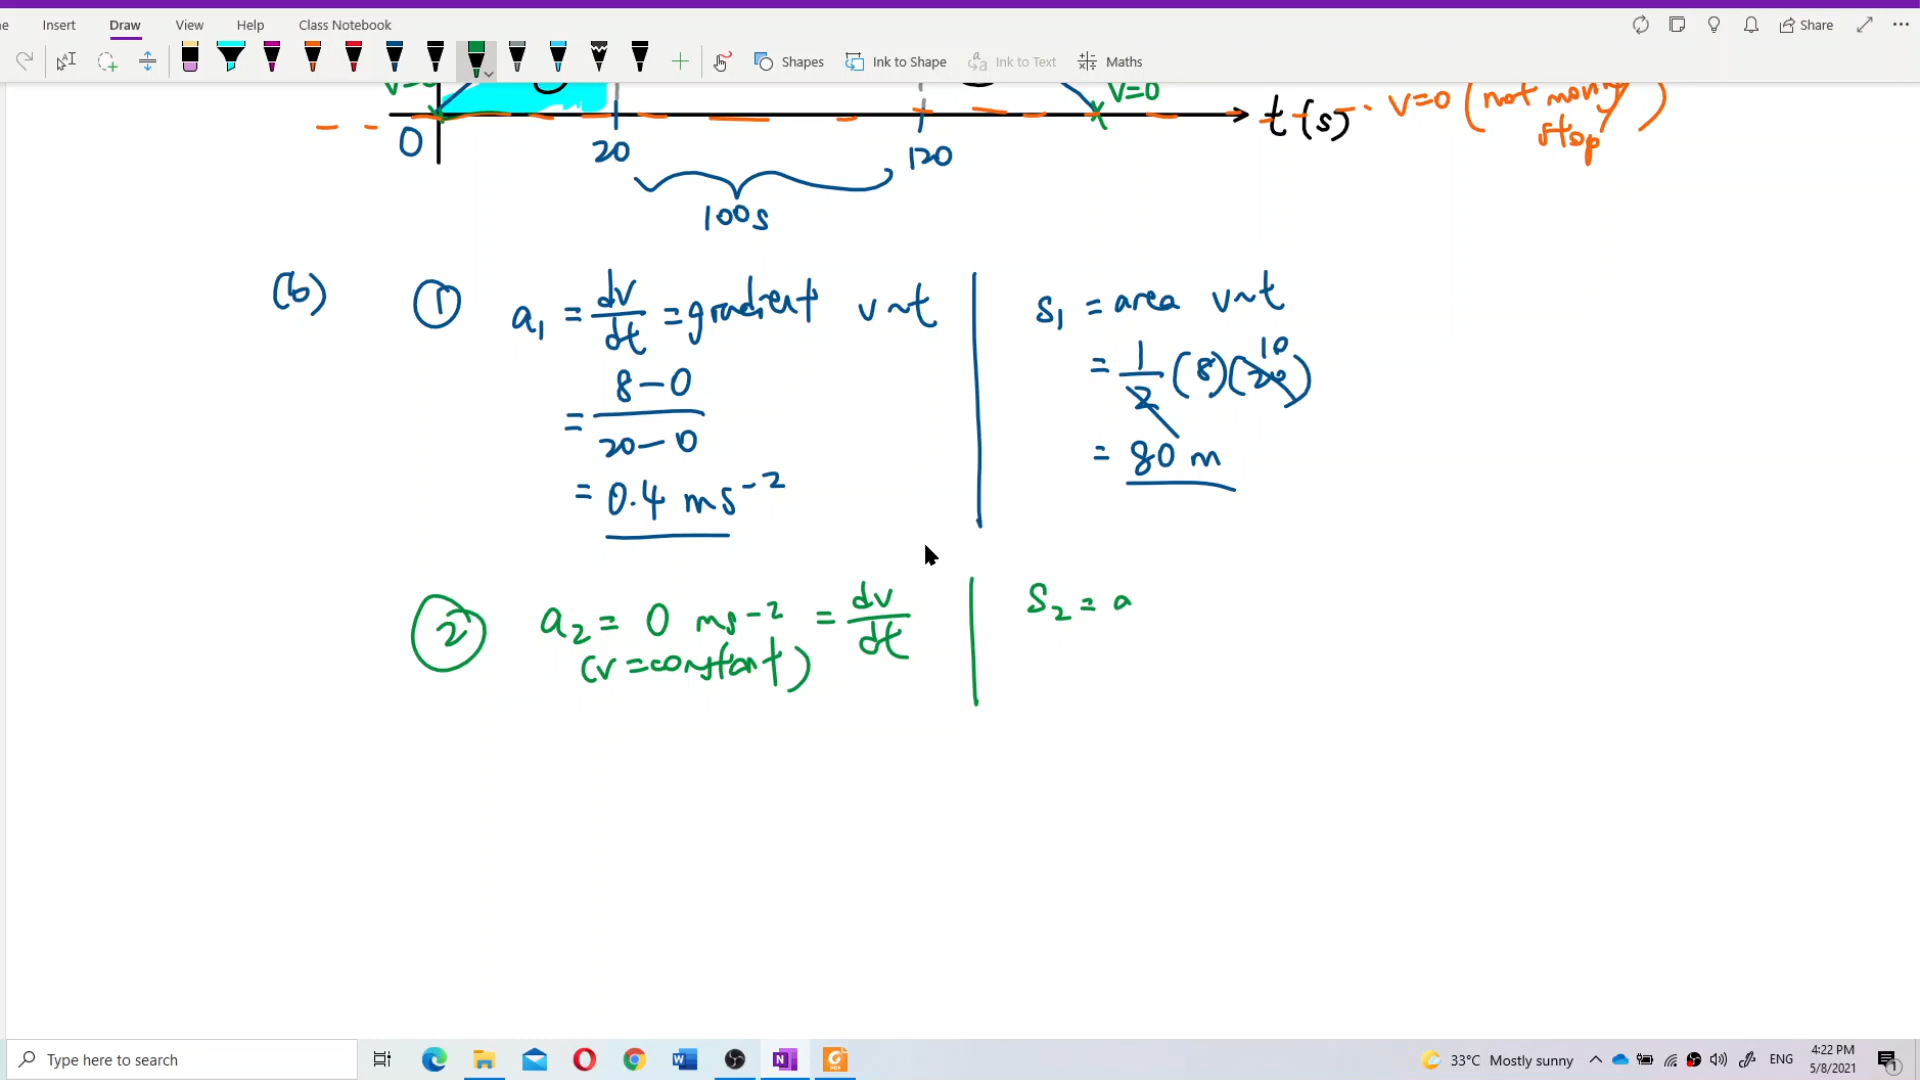 Insert Draw View Help Class Notebook Share
Shapes Ink to Shape Ink to Text Maths
v=0
t (s) v=0 (not moving
stop)
0 20 120
100s
(b) ① a₁ = dv/dt = gradient v~t
= 8-0 / 20-0
= 0.4 ms⁻²
s₁ = area v~t
= 1/2 (8)(20) 10
= 80 m
② a₂ = 0 ms⁻² = dv/dt
(v = constant)
S₂ = a
Type here to search
33°C Mostly sunny ENG 4:22 PM
5/8/2021